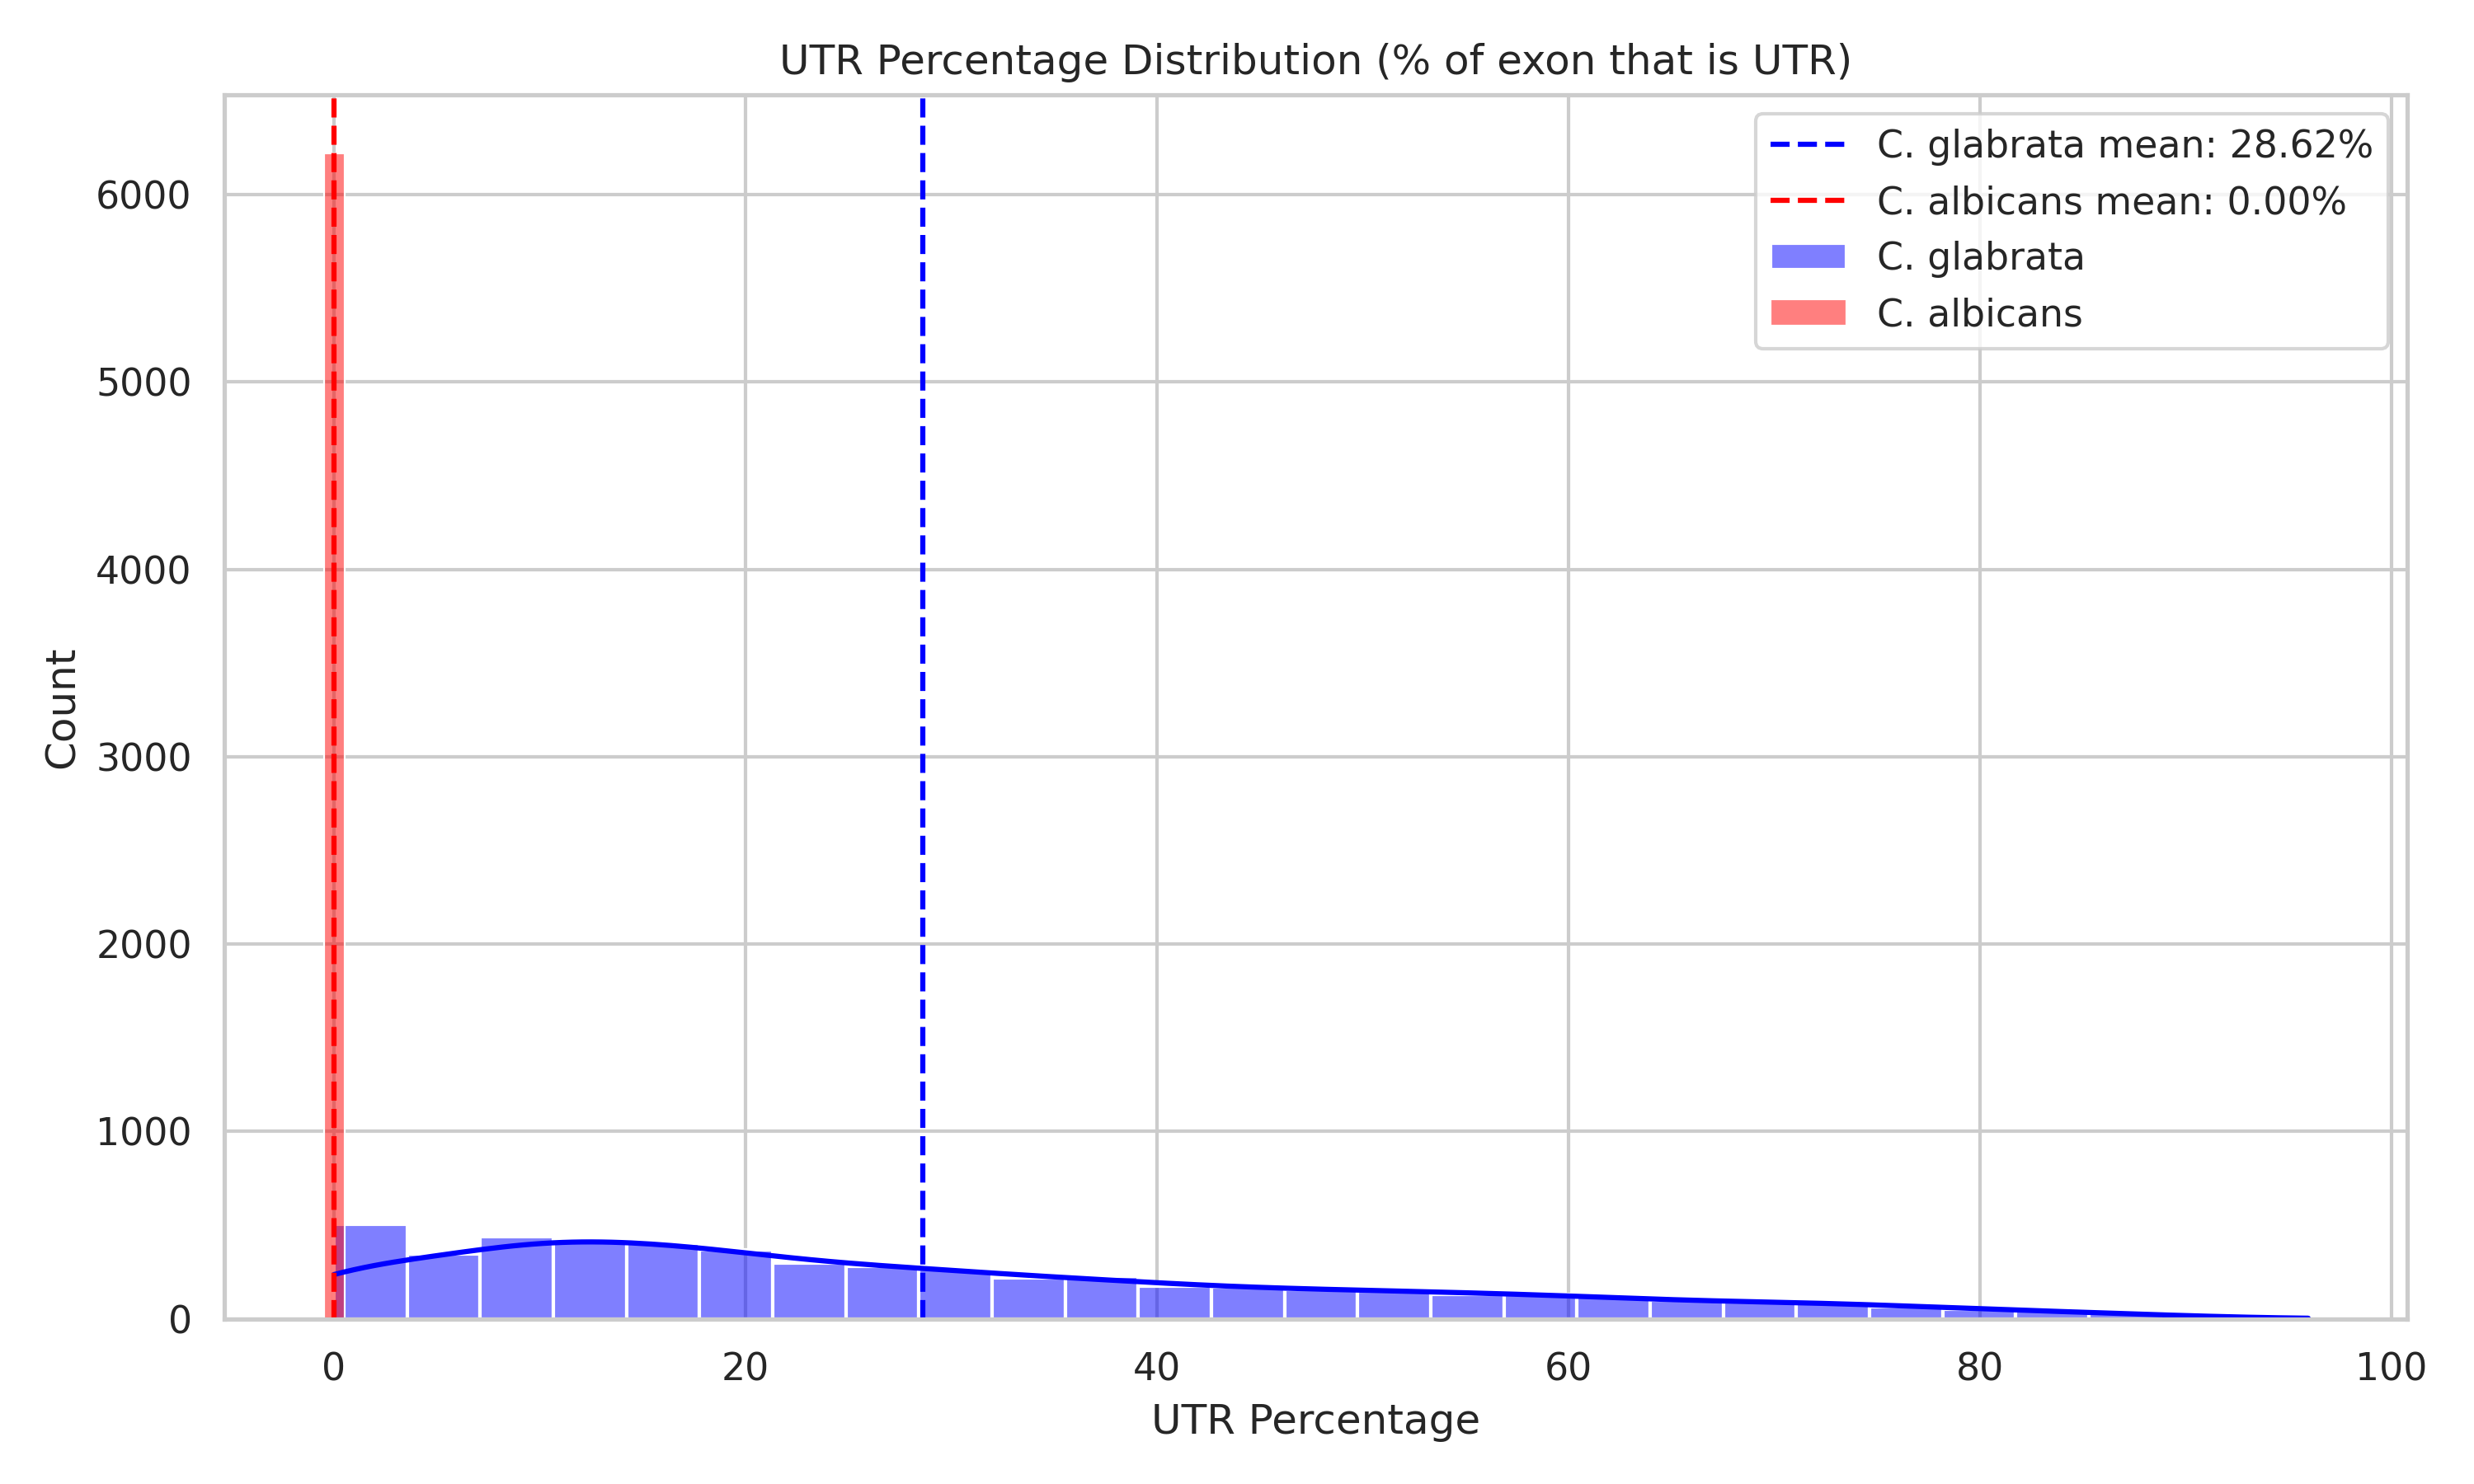 UTR Percentage Distribution (% of exon that is UTR)
C. glabrata mean: 28.62%
C. albicans mean: 0.00%
C. glabrata
C. albicans
Count
6000
5000
4000
3000
2000
1000
0
0 20 40 60 80 100
UTR Percentage